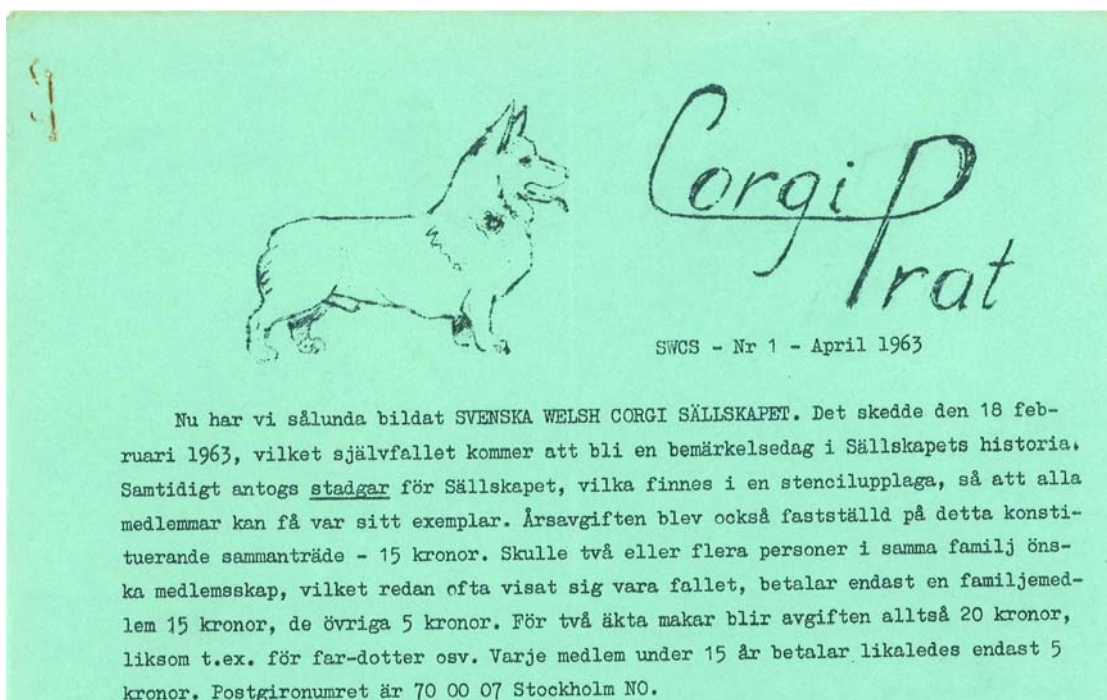 Corgi
Prat
SWCS - Nr 1 - April 1963
Nu har vi sålunda bildat SVENSKA WELSH CORGI SÄLLSKAPET. Det skedde den 18 feb-
ruari 1963, vilket självfallet kommer att bli en bemärkelsedag i Sällskapets historia.
Samtidigt antogs stadgar för Sällskapet, vilka finnes i en stencilupplaga, så att alla
medlemmar kan få var sitt exemplar. Årsavgiften blev också fastställd på detta konsti-
tuerande sammanträde - 15 kronor. Skulle två eller flera personer i samma familj öns-
ka medlemsskap, vilket redan ofta visat sig vara fallet, betalar endast en familjemed-
lem 15 kronor, de övriga 5 kronor. För två äkta makar blir avgiften alltså 20 kronor,
liksom t.ex. för far-dotter osv. Varje medlem under 15 år betalar likaledes endast 5
kronor. Postgironumret är 70 00 07 Stockholm NO.